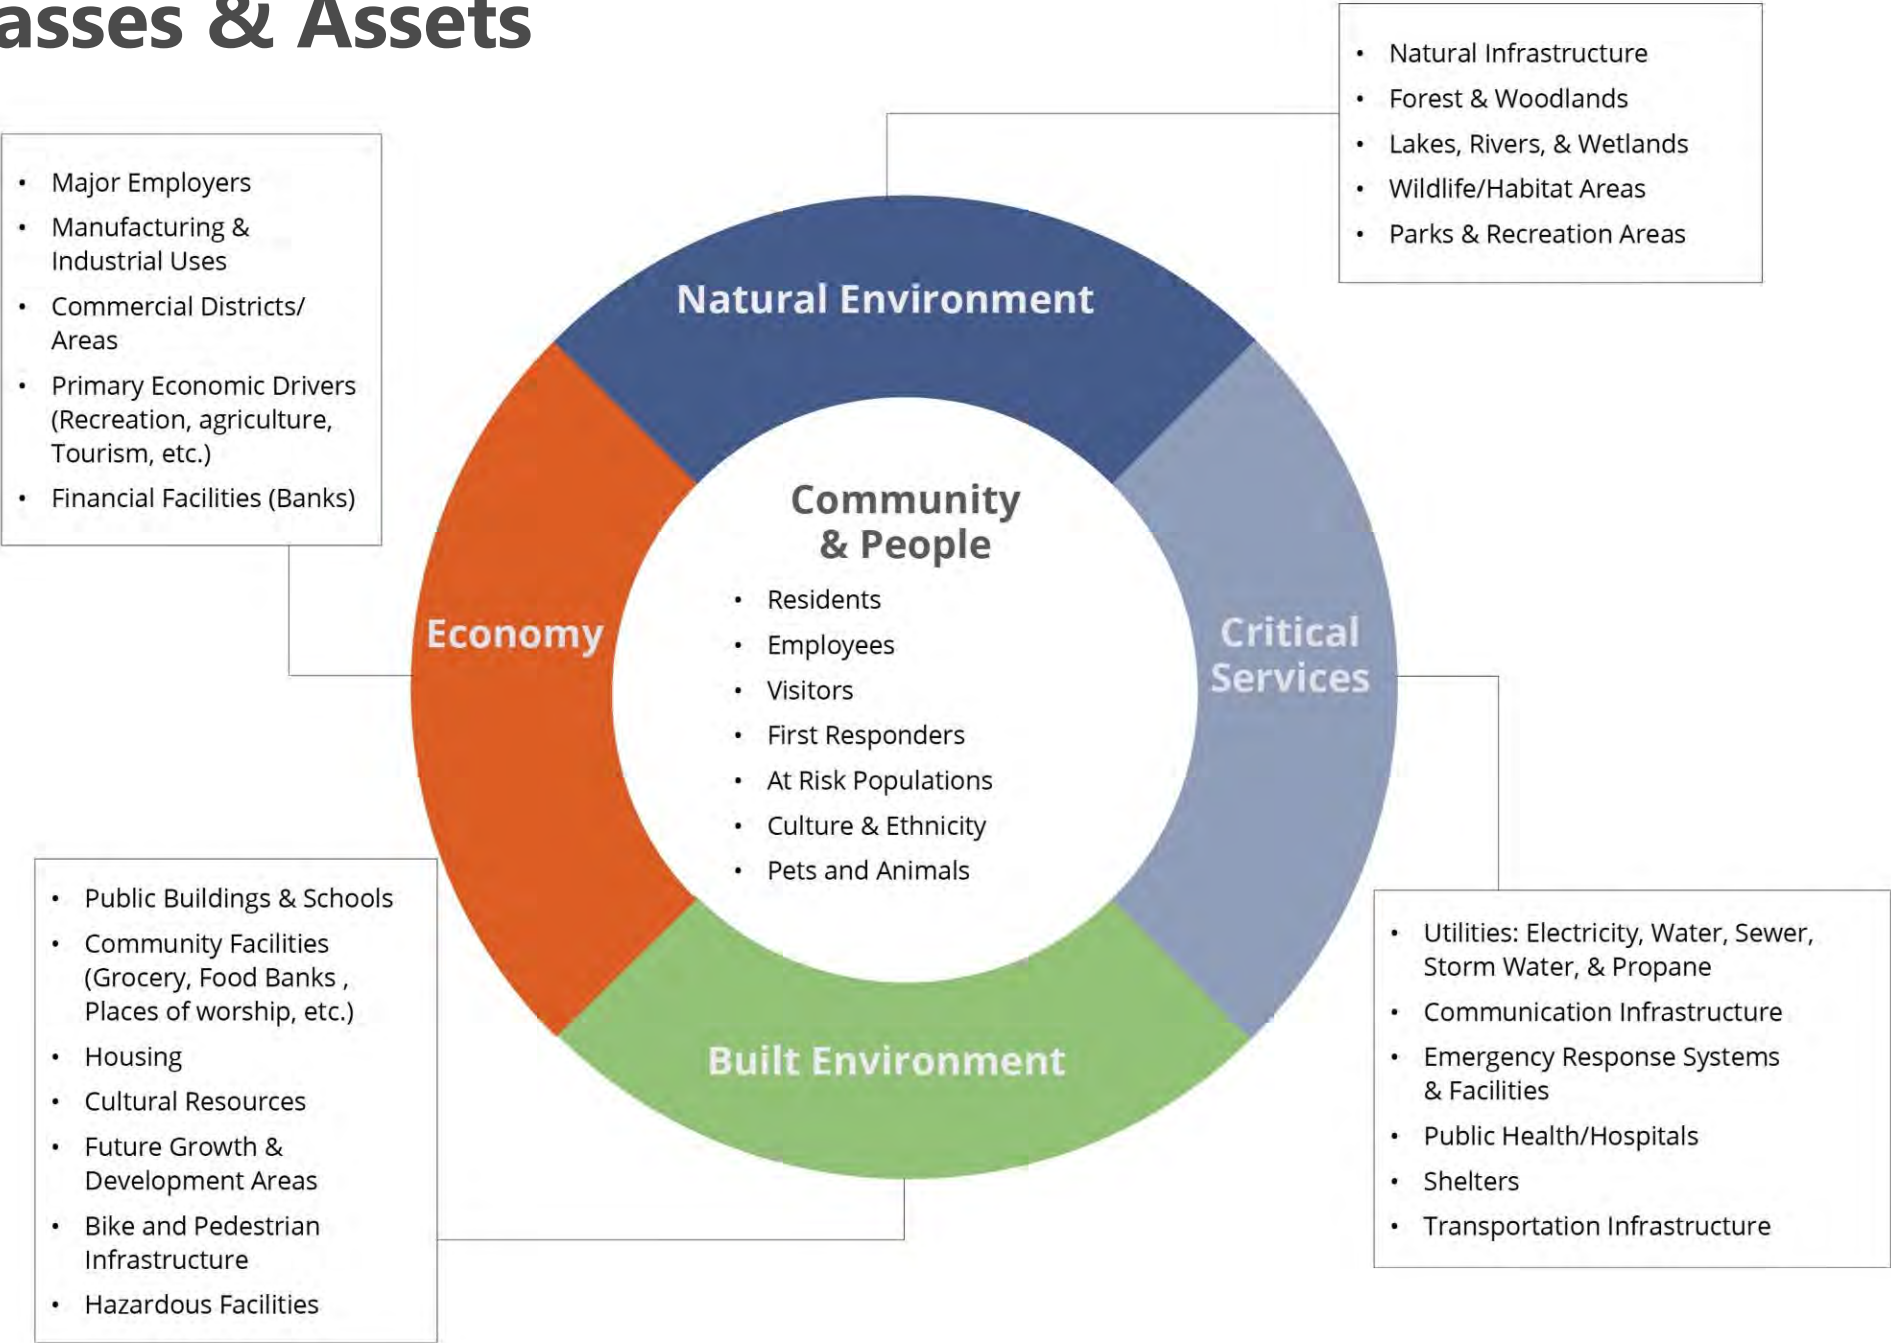 asses & Assets
• Natural Infrastructure
• Forest & Woodlands
• Lakes, Rivers, & Wetlands
• Wildlife/Habitat Areas
• Parks & Recreation Areas
• Major Employers
• Manufacturing &
Industrial Uses
• Commercial Districts/
Areas
• Primary Economic Drivers
(Recreation, agriculture,
Tourism, etc.)
• Financial Facilities (Banks)
Natural Environment
Economy
Community
& People
• Residents
• Employees
• Visitors
• First Responders
• At Risk Populations
• Culture & Ethnicity
• Pets and Animals
Critical
Services
Built Environment
• Public Buildings & Schools
• Community Facilities
(Grocery, Food Banks ,
Places of worship, etc.)
• Housing
• Cultural Resources
• Future Growth &
Development Areas
• Bike and Pedestrian
Infrastructure
• Hazardous Facilities
• Utilities: Electricity, Water, Sewer,
Storm Water, & Propane
• Communication Infrastructure
• Emergency Response Systems
& Facilities
• Public Health/Hospitals
• Shelters
• Transportation Infrastructure